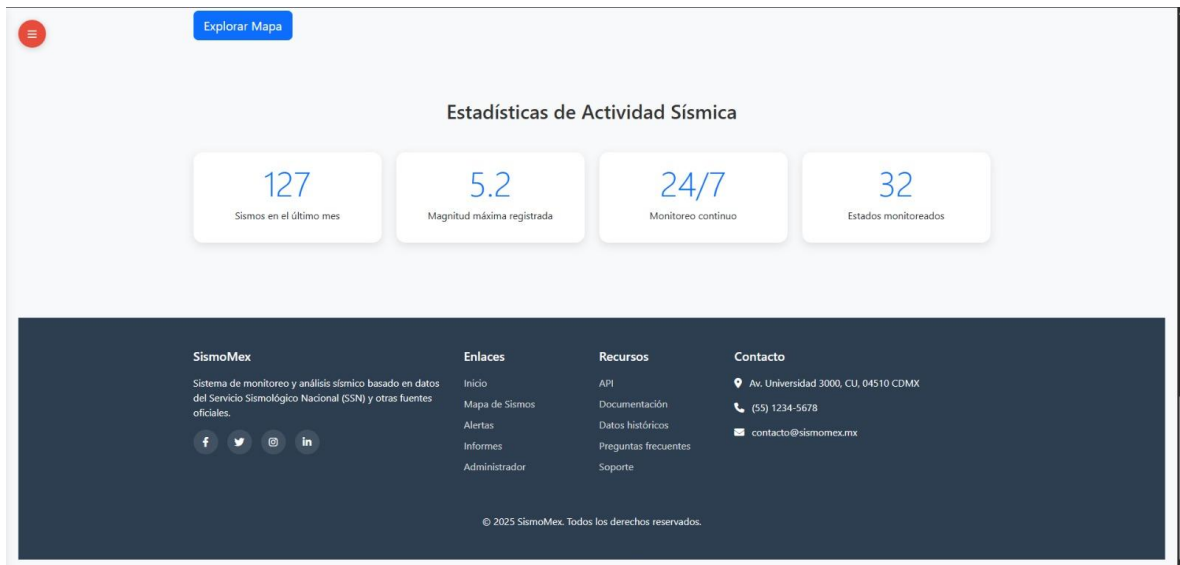 Explorar Mapa
Estadísticas de Actividad Sísmica
127
Sismos en el último mes
5.2
Magnitud máxima registrada
24/7
Monitoreo continuo
32
Estados monitoreados
SismoMex
Sistema de monitoreo y análisis sísmico basado en datos
del Servicio Sismológico Nacional (SSN) y otras fuentes
oficiales.
Enlaces
Inicio
Mapa de Sismos
Alertas
Informes
Administrador
Recursos
API
Documentación
Datos históricos
Preguntas frecuentes
Soporte
Contacto
Av. Universidad 3000, CU, 04510 CDMX
(55) 1234-5678
contacto@sismomex.mx
© 2025 SismoMex. Todos los derechos reservados.